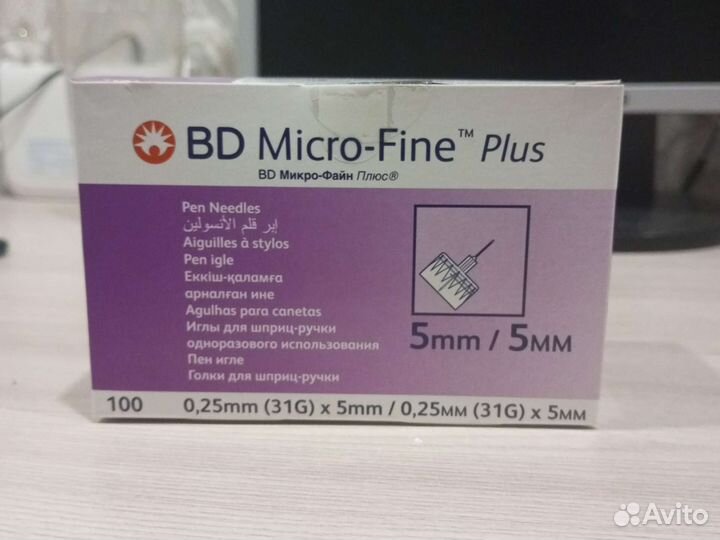 BD Micro-Fine™ Plus
BD Микро-Файн Плюс®
Pen Needles
إبر قلم الأنسولين
Aiguilles à stylos
Pen igle
Еккіш-қаламға
арналған ине
Agulhas para canetas
Иглы для шприц-ручки
одноразового использования
Пен игле
Голки для шприц-ручки
5mm / 5мм
100 0,25mm (31G) x 5mm / 0,25мм (31G) x 5мм
Avito